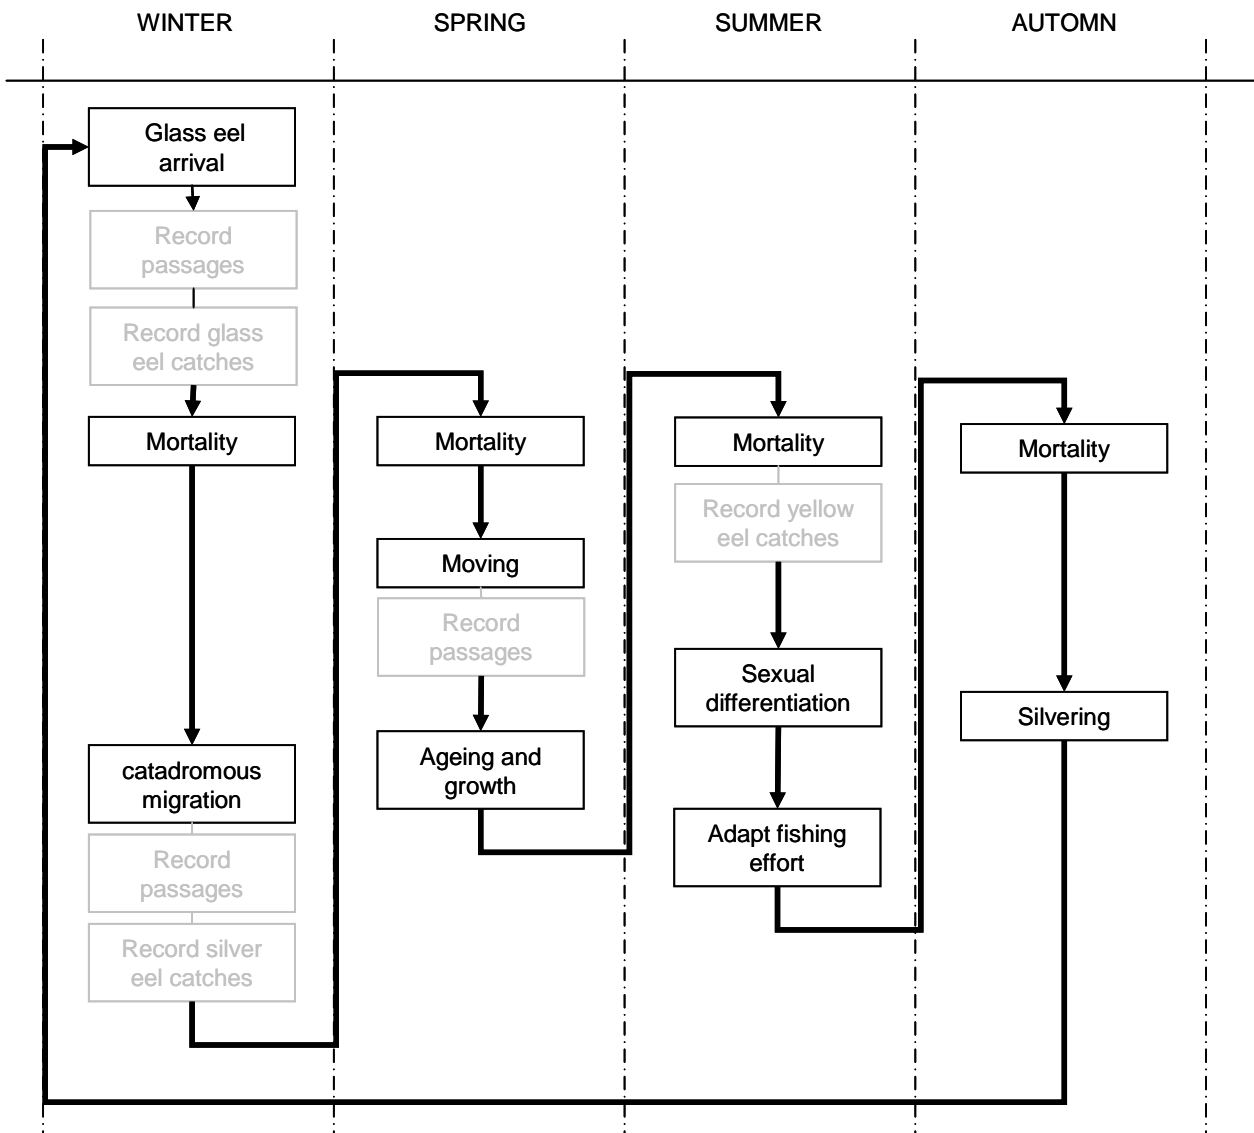 WINTER
SPRING
SUMMER
AUTOMN
Glass eel
arrival
Record
passages
Record glass
eel catches
Mortality
catadromous
migration
Record
passages
Record silver
eel catches
Mortality
Moving
Record
passages
Ageing and
growth
Mortality
Record yellow
eel catches
Sexual
differentiation
Adapt fishing
effort
Mortality
Silvering